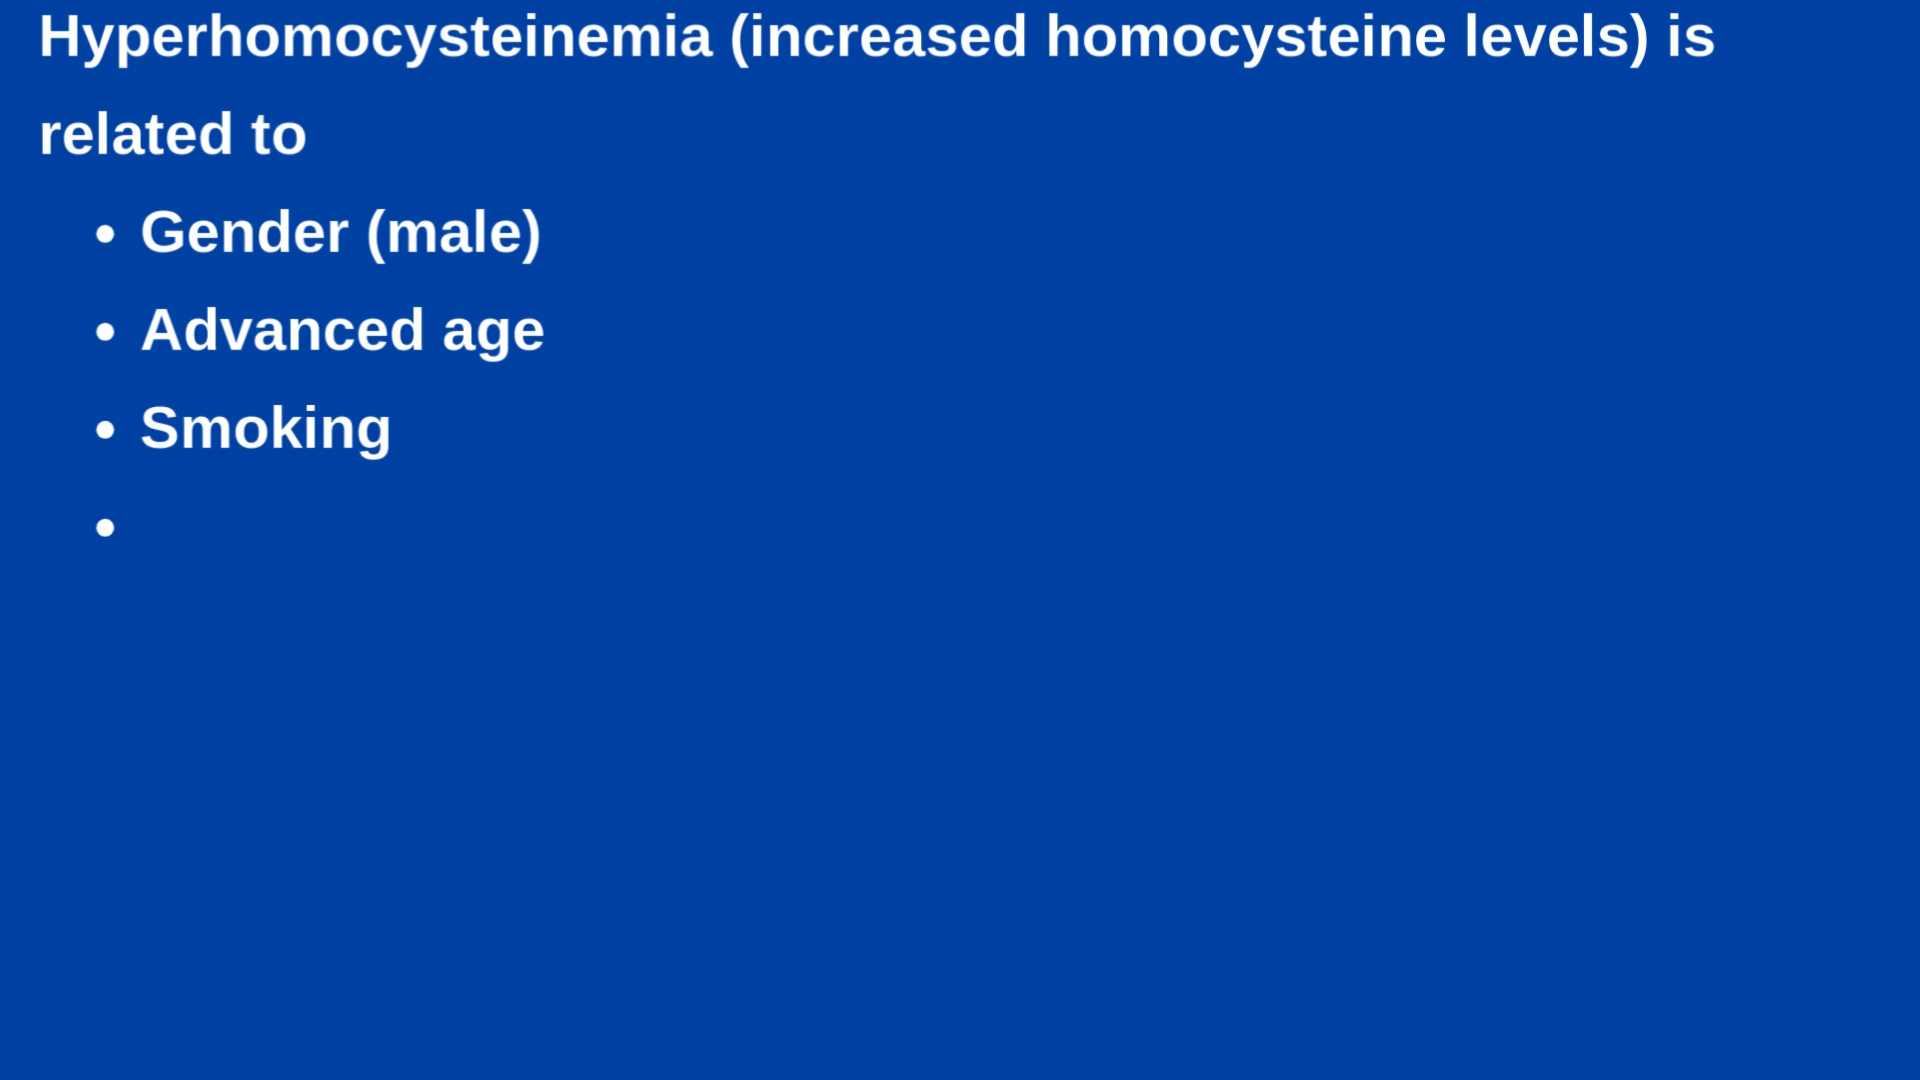 Hyperhomocysteinemia (increased homocysteine levels) is
related to
• Gender (male)
• Advanced age
• Smoking
•